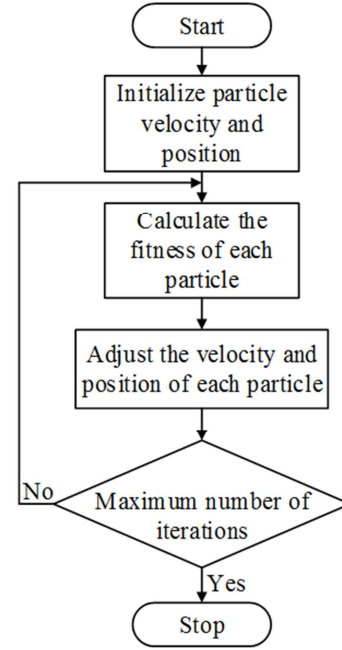 Start
Initialize particle
velocity and
position
Calculate the
fitness of each
particle
Adjust the velocity and
position of each particle
No
Maximum number of
iterations
Yes
Stop